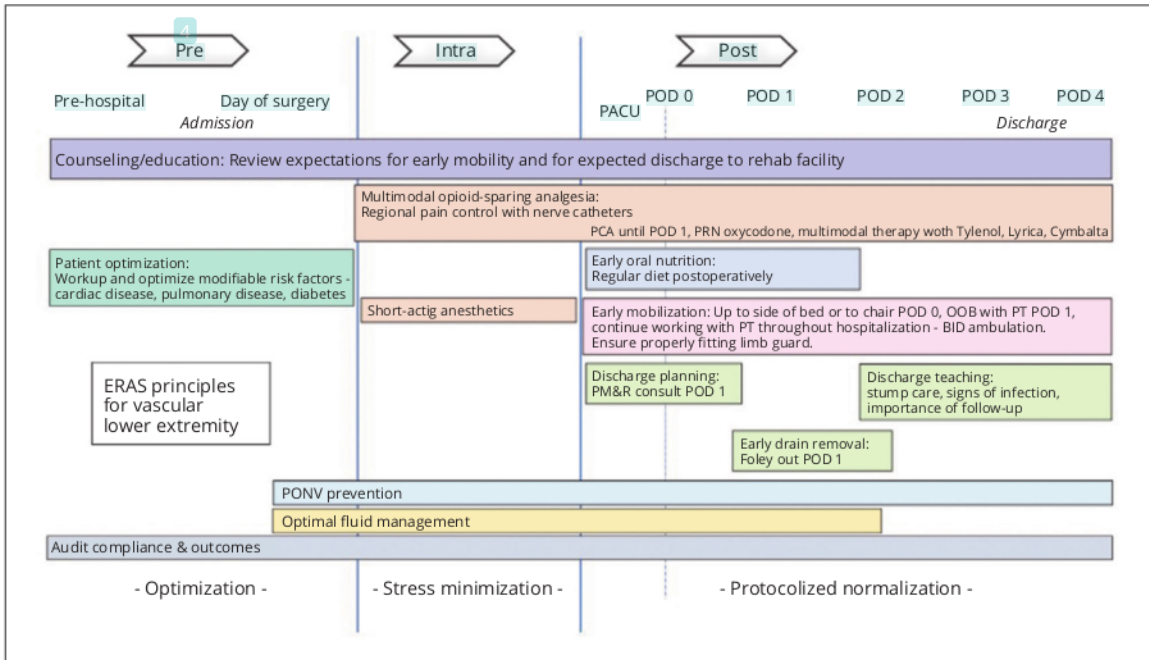 4
Pre
Intra
Post
Pre-hospital
Day of surgery
Admission
PACU
POD 0
POD 1
POD 2
POD 3
POD 4
Discharge
Counseling/education: Review expectations for early mobility and for expected discharge to rehab facility
Multimodal opioid-sparing analgesia:
Regional pain control with nerve catheters
PCA until POD 1, PRN oxycodone, multimodal therapy woth Tylenol, Lyrica, Cymbalta
Patient optimization:
Workup and optimize modifiable risk factors -
cardiac disease, pulmonary disease, diabetes
Early oral nutrition:
Regular diet postoperatively
Short-actig anesthetics
Early mobilization: Up to side of bed or to chair POD 0, OOB with PT POD 1,
continue working with PT throughout hospitalization - BID ambulation.
Ensure properly fitting limb guard.
ERAS principles
for vascular
lower extremity
Discharge planning:
PM&R consult POD 1
Discharge teaching:
stump care, signs of infection,
importance of follow-up
Early drain removal:
Foley out POD 1
PONV prevention
Optimal fluid management
Audit compliance & outcomes
- Optimization -
- Stress minimization -
- Protocolized normalization -